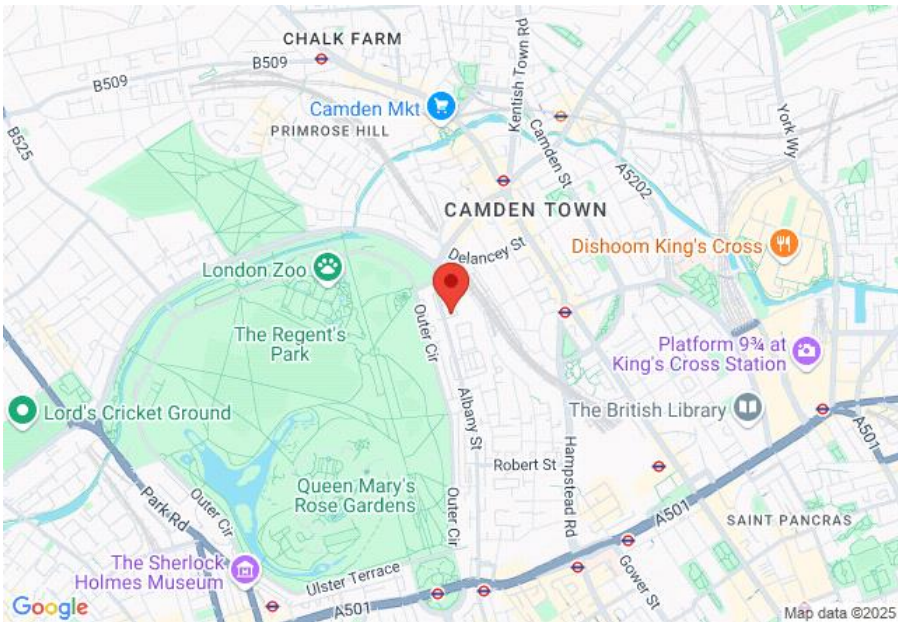 CHALK FARM
B509
B509
B525
Kentish Town Rd
York Wy
Camden Mkt
PRIMROSE HILL
Camden St
A5202
CAMDEN TOWN
Delancey St
Dishoom King's Cross
London Zoo
The Regent's
Park
Outer Cir
Platform 9¾ at
King's Cross Station
Lord's Cricket Ground
Albany St
The British Library
A501
Hampstead Rd
Robert St
Queen Mary's
Rose Gardens
Park Rd
Outer Cir
Outer Cir
A501
SAINT PANCRAS
Gower St
The Sherlock
Holmes Museum
Ulster Terrace
A501
Google
Map data ©2025